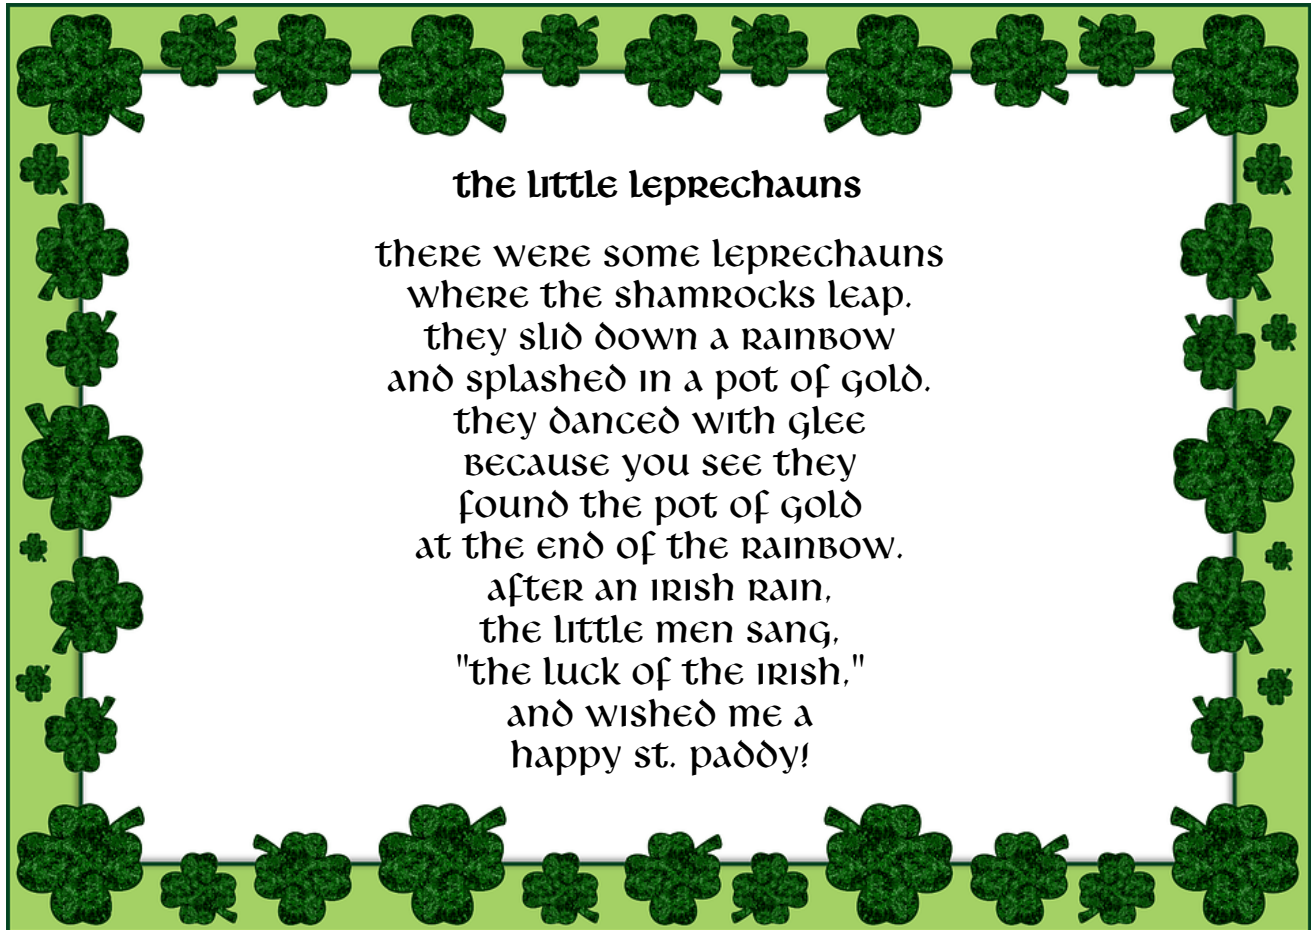 the little leprechauns
there were some leprechauns
where the shamrocks leap.
they slid down a rainbow
and splashed in a pot of gold.
they danced with glee
because you see they
found the pot of gold
at the end of the rainbow.
after an irish rain,
the little men sang,
"the luck of the irish,"
and wished me a
happy st. paddy!